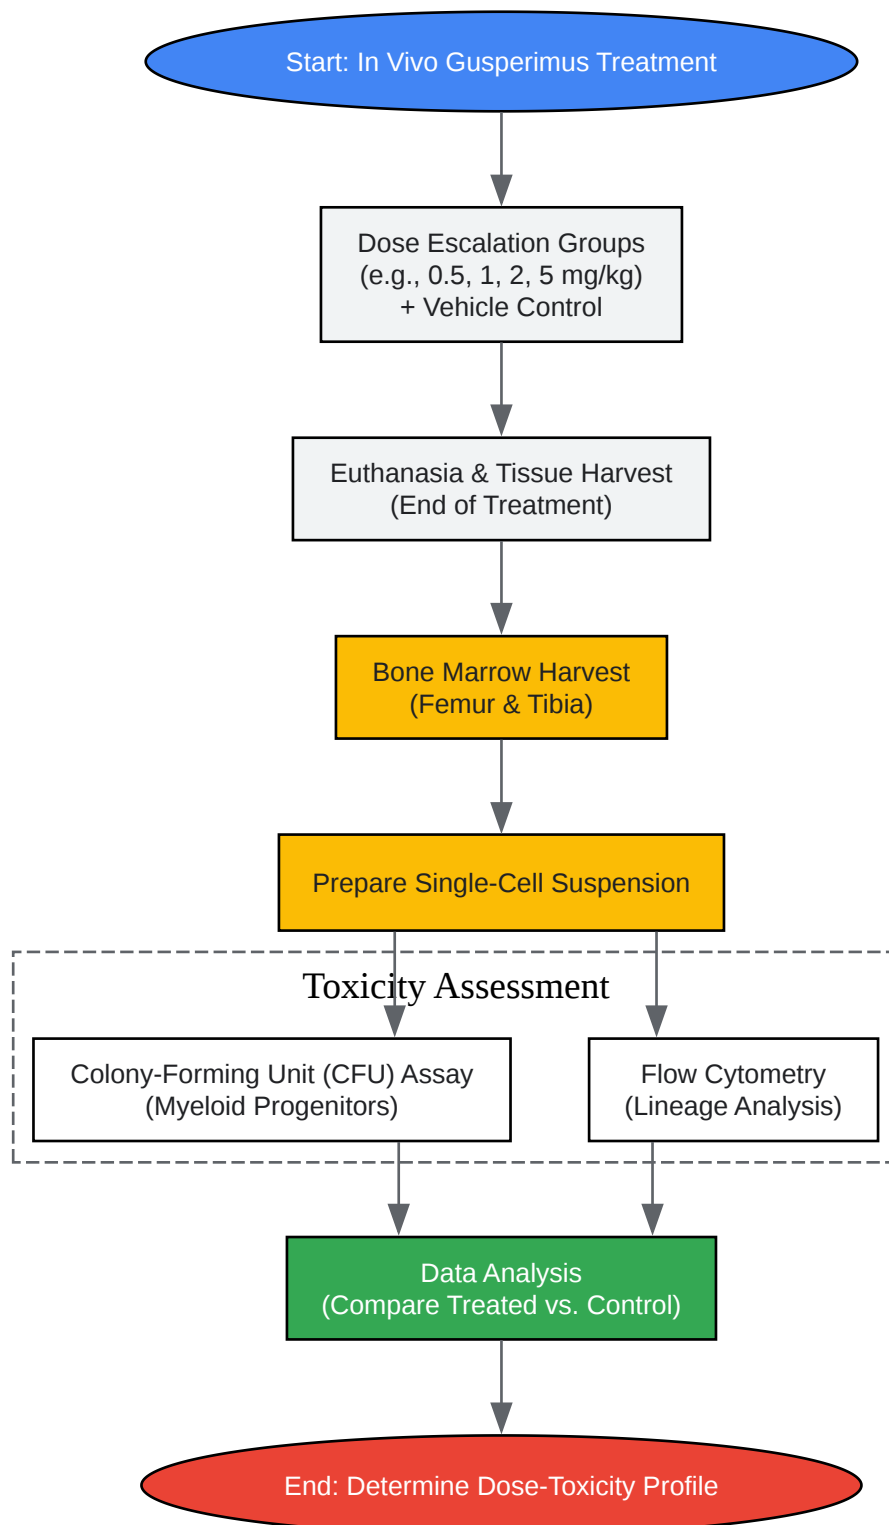 Start: In Vivo Gusperimus Treatment
Dose Escalation Groups
(e.g., 0.5, 1, 2, 5 mg/kg)
+ Vehicle Control
Euthanasia & Tissue Harvest
(End of Treatment)
Bone Marrow Harvest
(Femur & Tibia)
Prepare Single-Cell Suspension
Toxicity Assessment
Colony-Forming Unit (CFU) Assay
(Myeloid Progenitors)
Flow Cytometry
(Lineage Analysis)
Data Analysis
(Compare Treated vs. Control)
End: Determine Dose-Toxicity Profile